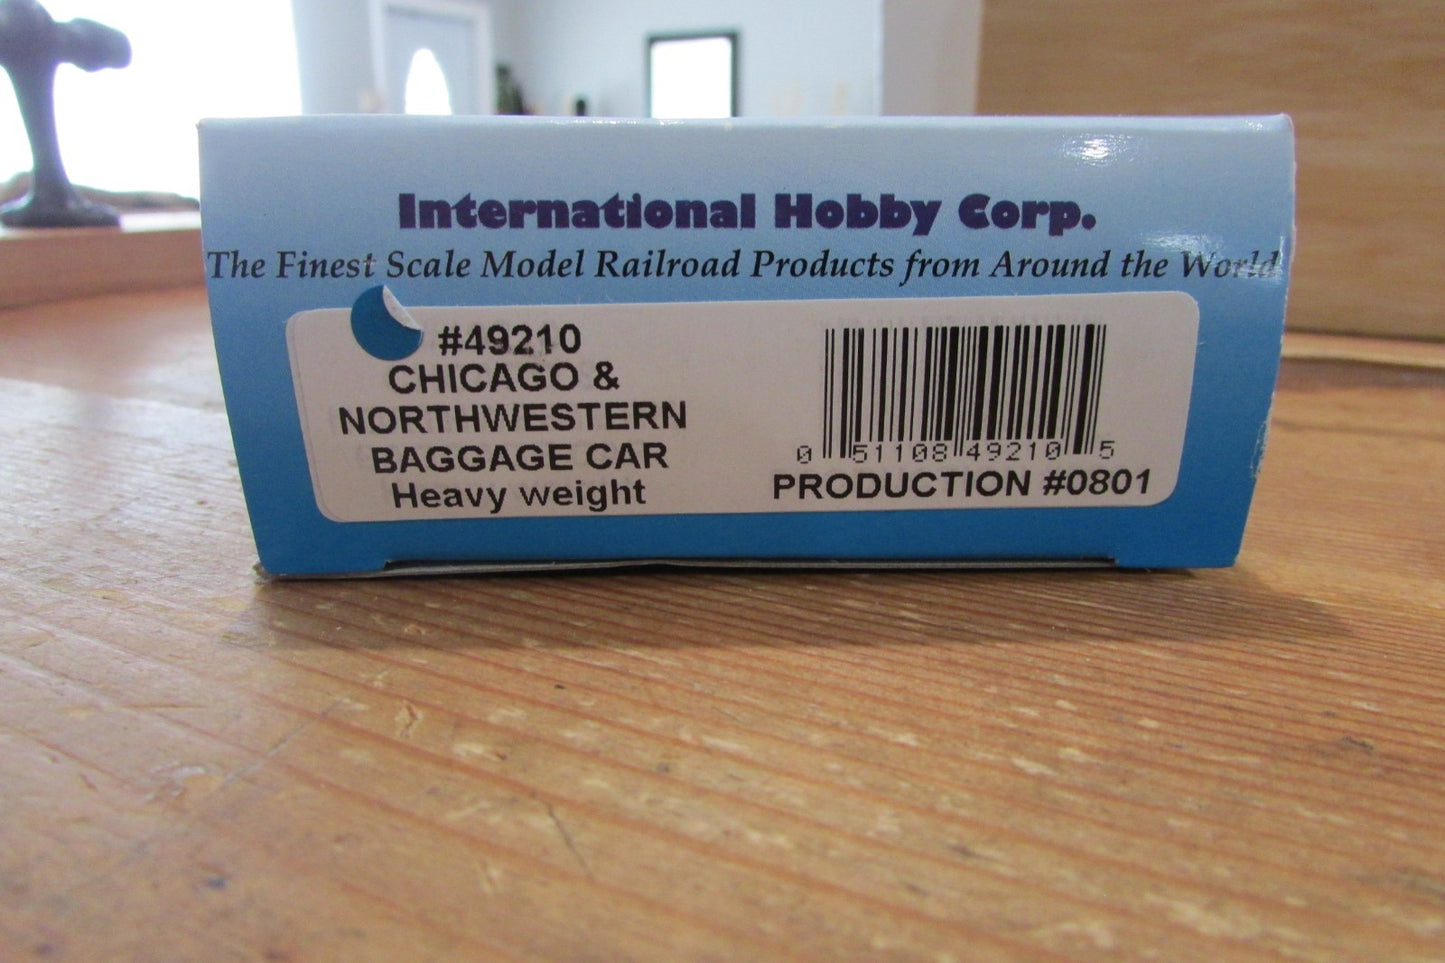 International Hobby Corp.
The Finest Scale Model Railroad Products from Around the World
#49210
CHICAGO &
NORTHWESTERN
BAGGAGE CAR
Heavy weight
0 51108 49210 5
PRODUCTION #0801